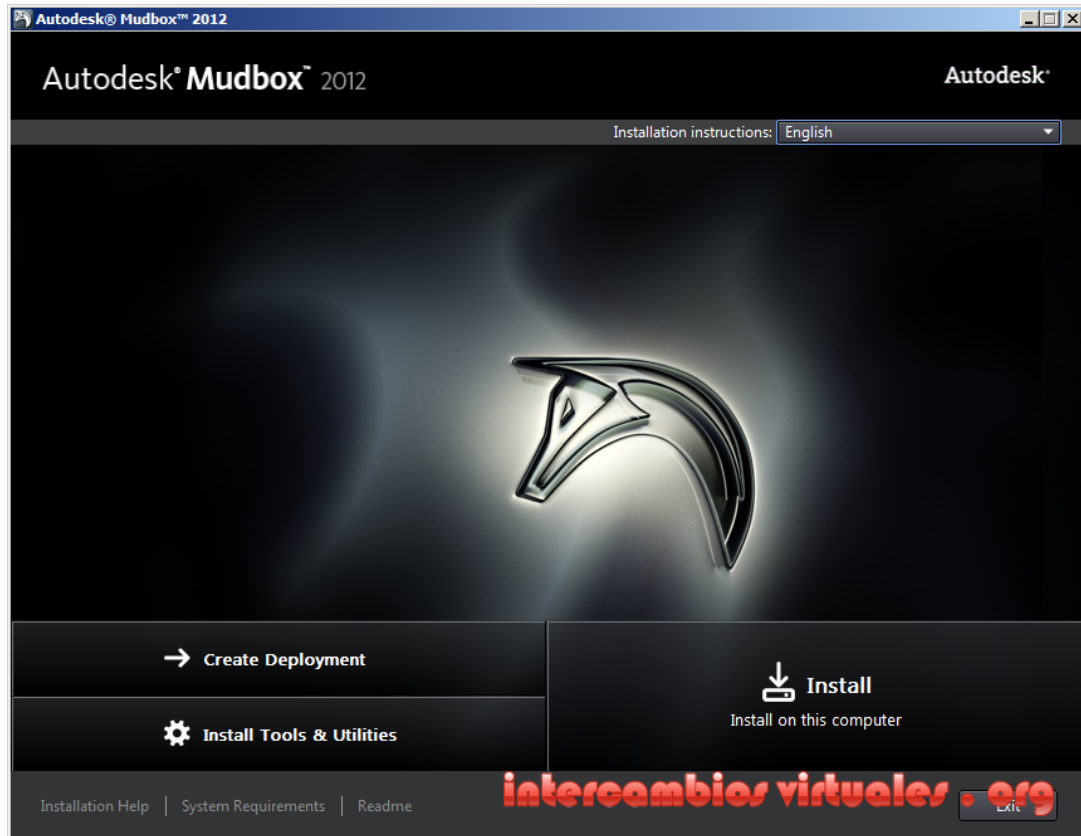 Autodesk® Mudbox™ 2012
Autodesk® Mudbox™ 2012
Autodesk®
Installation instructions: English
Create Deployment
Install Tools & Utilities
Install
Install on this computer
Installation Help | System Requirements | Readme
intercambios virtuales . org
Exit